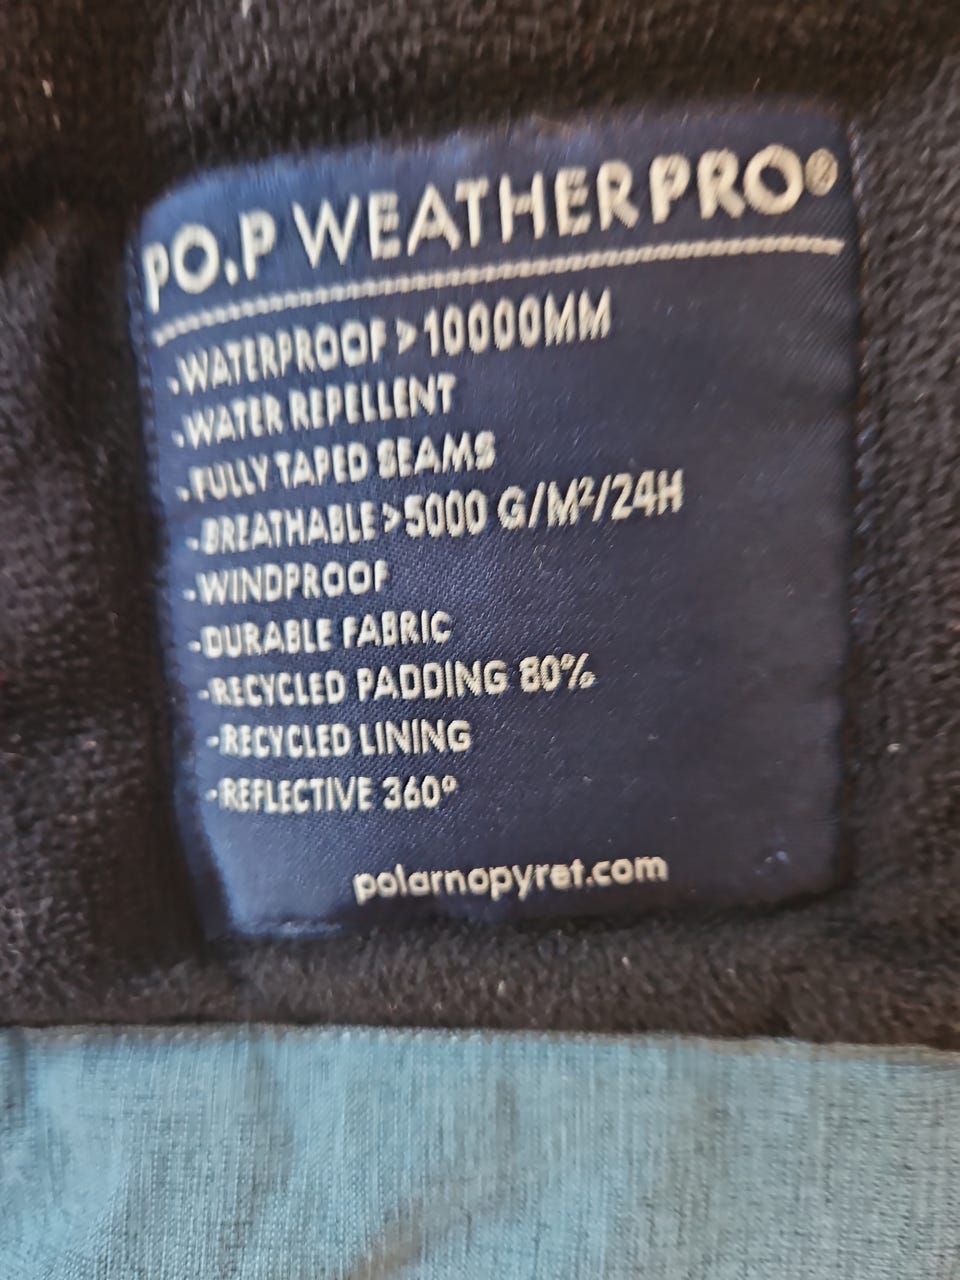 PO.P WEATHERPRO®
-WATERPROOF >10000MM
-WATER REPELLENT
-FULLY TAPED SEAMS
-BREATHABLE >5000 G/M²/24H
-WINDPROOF
-DURABLE FABRIC
-RECYCLED PADDING 80%
-RECYCLED LINING
-REFLECTIVE 360°
polarnopyret.com